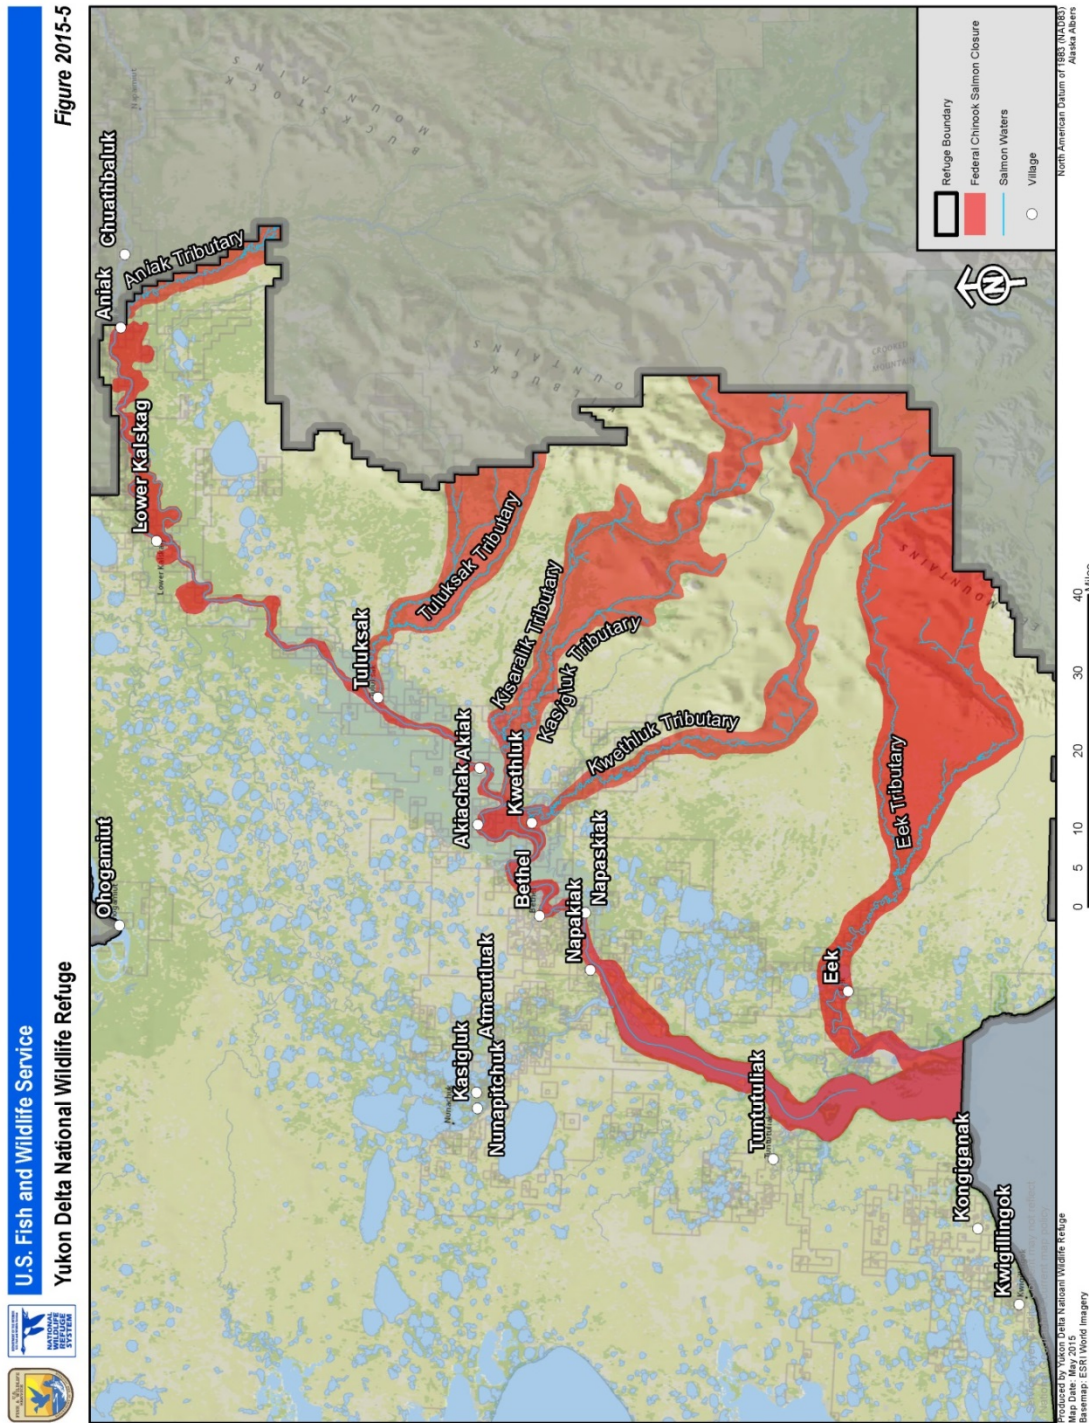 U.S. Fish and Wildlife Service
Yukon Delta National Wildlife Refuge
Figure 2015-5
NATIONAL
WILDLIFE
REFUGE
SYSTEM
Ohogamiut
Lower Kalskag
Aniak
Chuathbaluk
Aniak Tributary
Napamiut
BUCKSTOCK
MOUNTAINS
Tuluksak
Tuluksak Tributary
Kasigluk
Nunapitchuk
Atmautluak
Akiachak
Akiak
Kisaralik Tributary
Kasigluk Tributary
Bethel
Kwethluk
Kwethluk Tributary
Napakiak
Napaskiak
KILBUCK
MOUNTAINS
CROOKED
MOUNTAIN
Tuntutuliak
Eek
Eek Tributary
MOUNTAINS
Kongiganak
Kwigillingok
N
Refuge Boundary
Federal Chinook Salmon Closure
Salmon Waters
Village
0 5 10 20 30 40
Miles
Produced by Yukon Delta Natioanl Wildlife Refuge
Map Date: May 2015
Basemap: ESRI World Imagery
North American Datum of 1983 (NAD83)
Alaska Albers